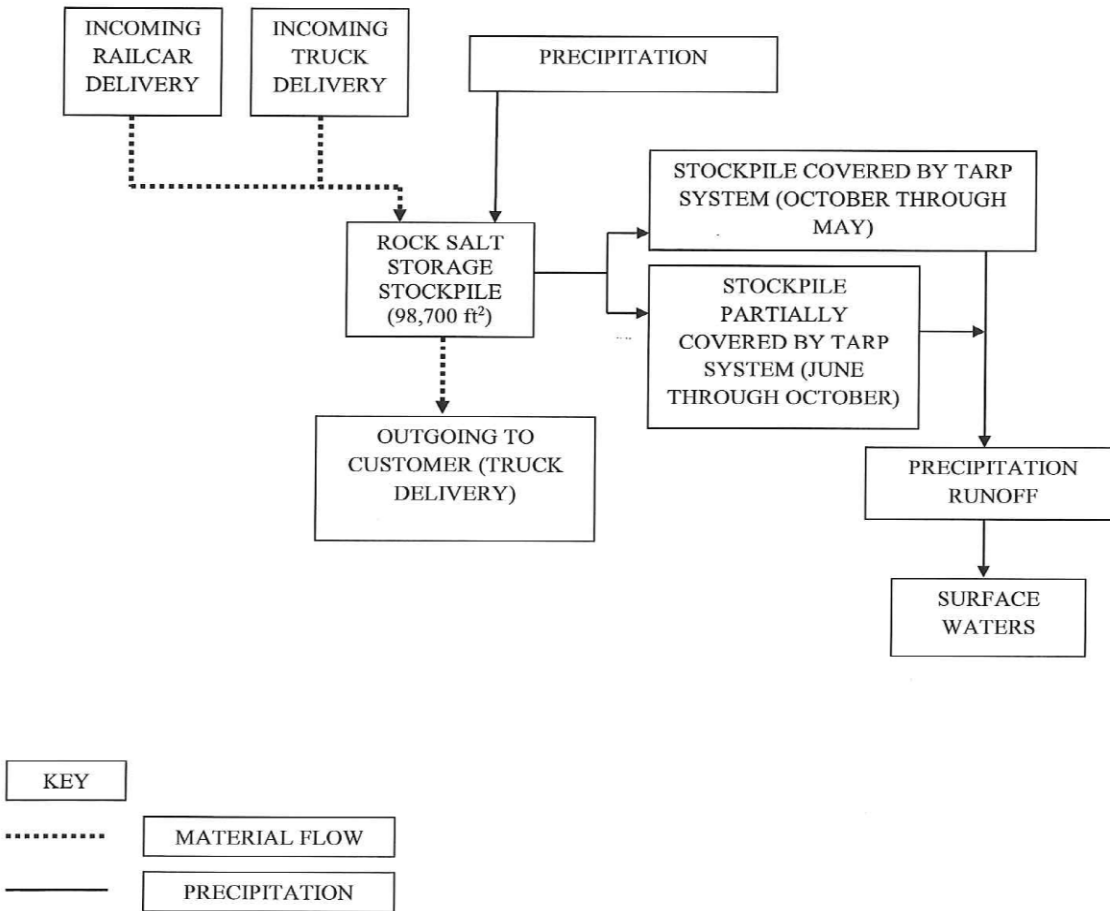 INCOMING
RAILCAR
DELIVERY
INCOMING
TRUCK
DELIVERY
PRECIPITATION
STOCKPILE COVERED BY TARP
SYSTEM (OCTOBER THROUGH
MAY)
ROCK SALT
STORAGE
STOCKPILE
(98,700 ft²)
STOCKPILE
PARTIALLY
COVERED BY TARP
SYSTEM (JUNE
THROUGH OCTOBER)
OUTGOING TO
CUSTOMER (TRUCK
DELIVERY)
PRECIPITATION
RUNOFF
SURFACE
WATERS
KEY
MATERIAL FLOW
PRECIPITATION